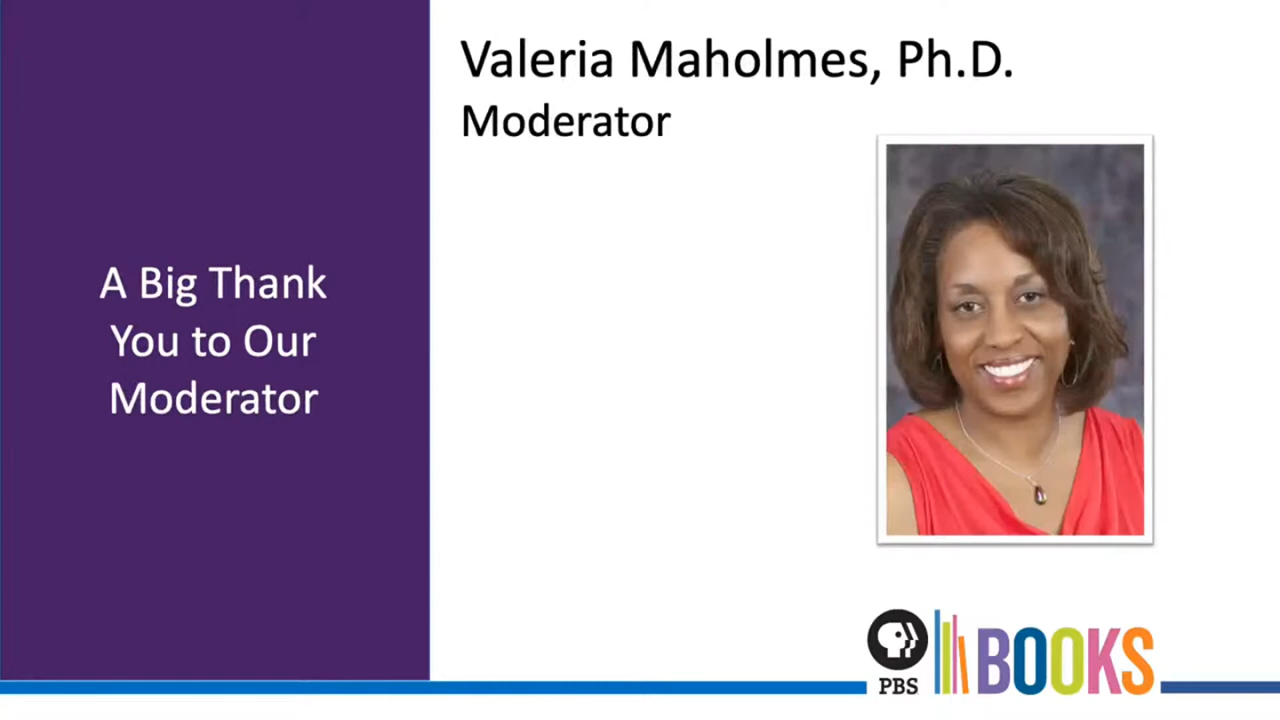 Valeria Maholmes, Ph.D.
Moderator
A Big Thank
You to Our
Moderator
PBS
BOOKS